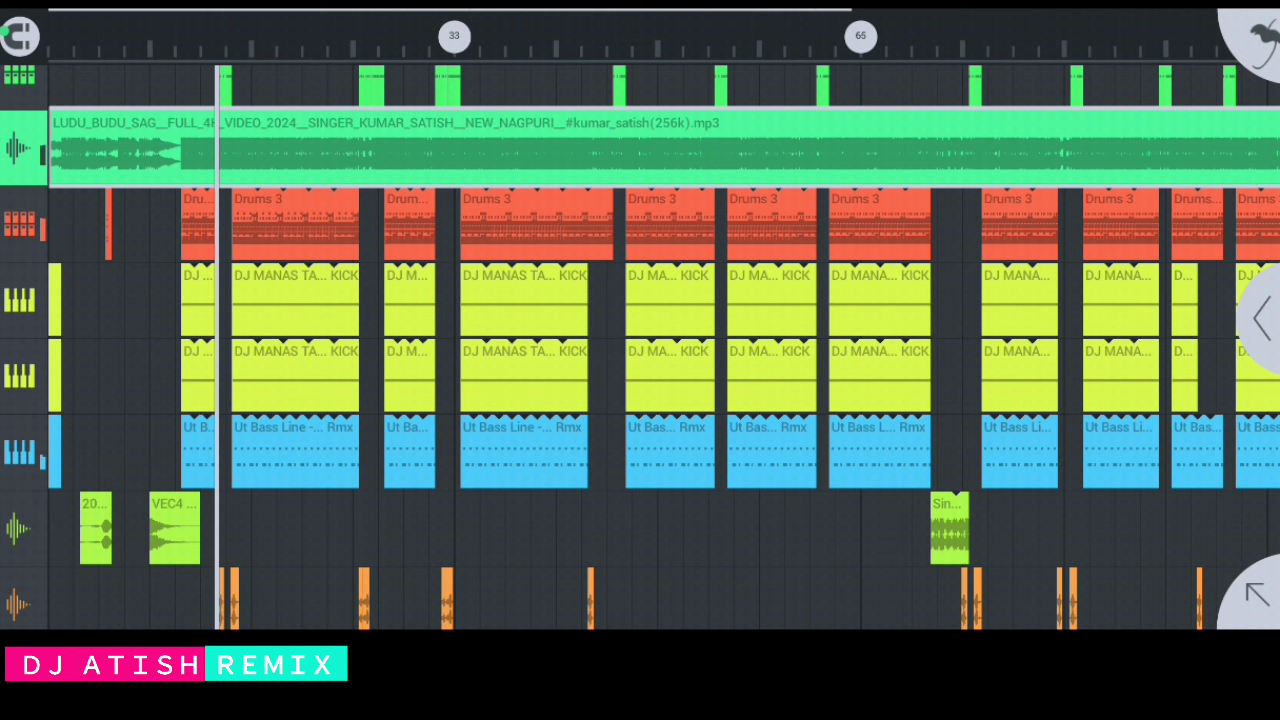 33 65
LUDU_BUDU_SAG__FULL_4K_VIDEO_2024__SINGER_KUMAR_SATISH__NEW_NAGPURI__#kumar_satish(256k).mp3
Dru... Drums 3 Drum... Drums 3 Drums 3 Drums 3 Drums 3 Drums 3 Drums 3 Drums... Drums
DJ ... DJ MANAS TA... KICK DJ M... DJ MANAS TA... KICK DJ MA... KICK DJ MA... KICK DJ MANA... KICK DJ MANA... DJ MANA... D...
DJ ... DJ MANAS TA... KICK DJ M... DJ MANAS TA... KICK DJ MA... KICK DJ MA... KICK DJ MANA... KICK DJ MANA... DJ MANA... D...
Ut B... Ut Bass Line -... Rmx Ut Ba... Ut Bass Line -... Rmx Ut Bas... Rmx Ut Bas... Rmx Ut Bass L... Rmx Ut Bass Li... Ut Bass Li... Ut Bass... Ut Bass
20... VEC4 ... Sin...
DJ ATISH REMIX